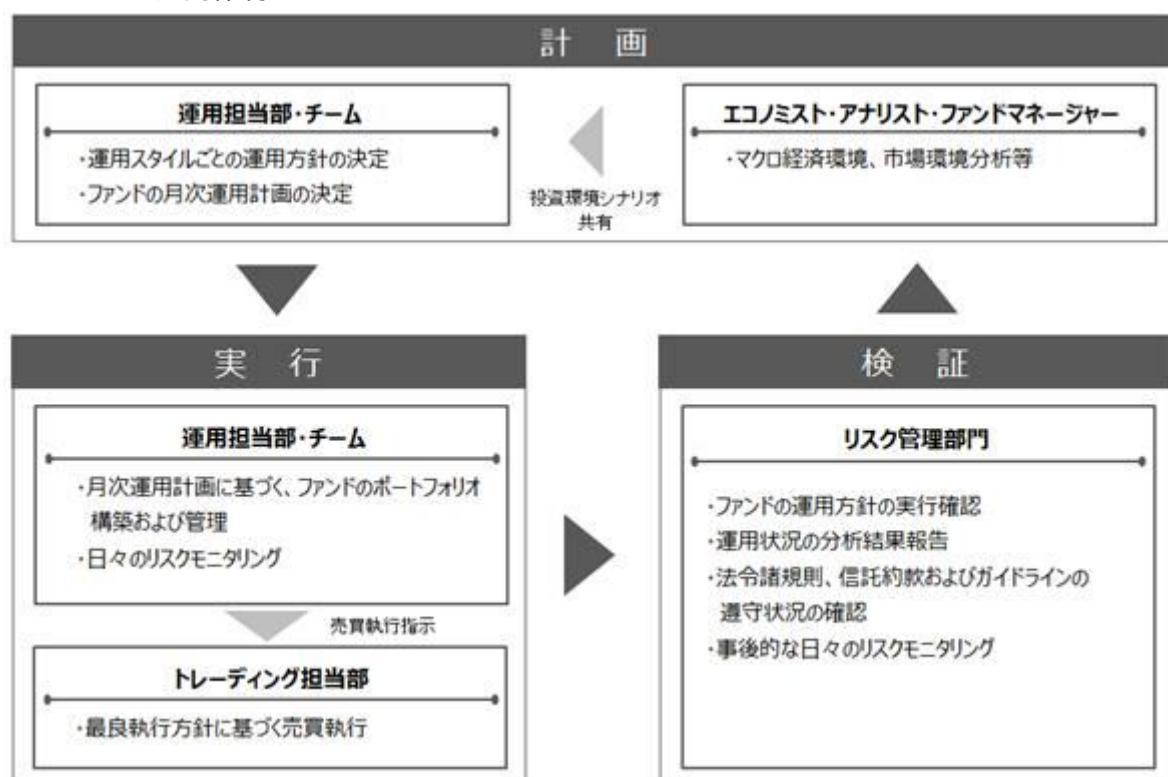 計 画
運用担当部・チーム
・運用スタイルごとの運用方針の決定
・ファンドの月次運用計画の決定
投資環境シナリオ
共有
エコノミスト・アナリスト・ファンドマネージャー
・マクロ経済環境、市場環境分析等
実 行
運用担当部・チーム
・月次運用計画に基づく、ファンドのポートフォリオ
構築および管理
・日々のリスクモニタリング
売買執行指示
トレーディング担当部
・最良執行方針に基づく売買執行
検 証
リスク管理部門
・ファンドの運用方針の実行確認
・運用状況の分析結果報告
・法令諸規則、信託約款およびガイドラインの
遵守状況の確認
・事後的な日々のリスクモニタリング